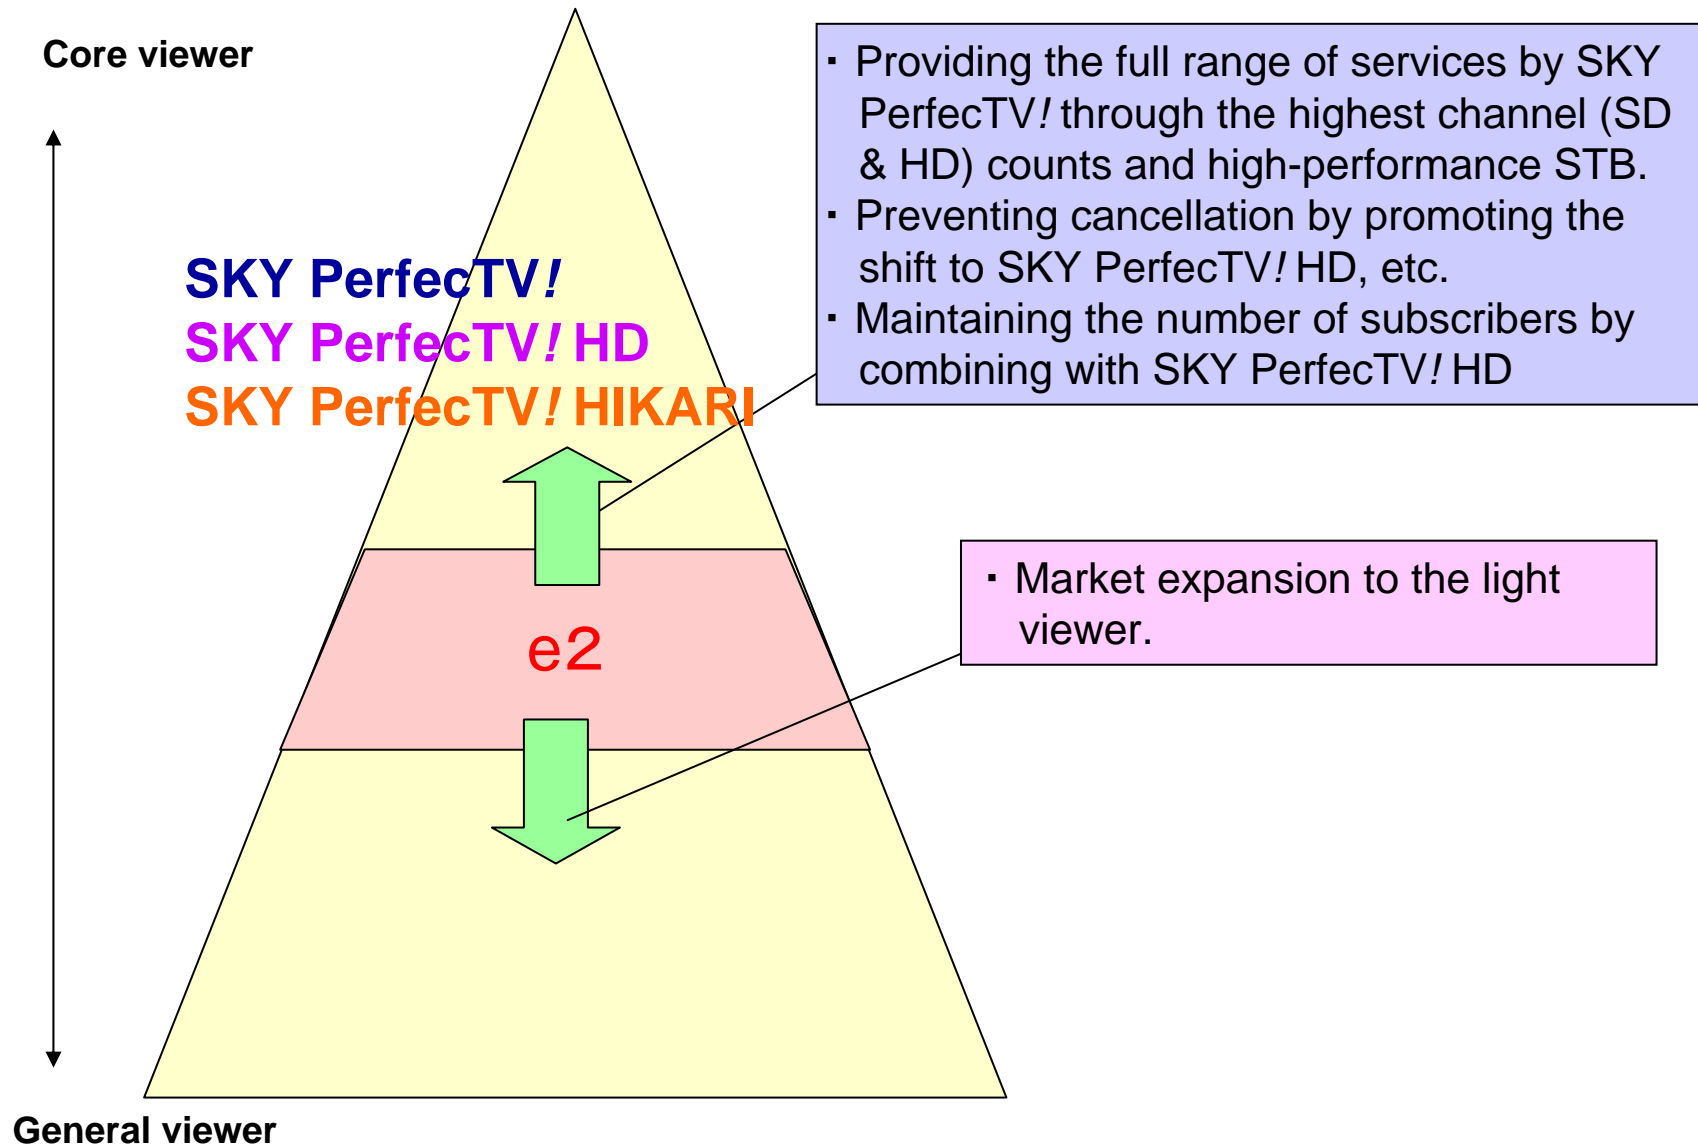 Core viewer
・Providing the full range of services by SKY
PerfecTV! through the highest channel (SD
& HD) counts and high-performance STB.
・Preventing cancellation by promoting the
shift to SKY PerfecTV! HD, etc.
・Maintaining the number of subscribers by
combining with SKY PerfecTV! HD
SKY PerfecTV!
SKY PerfecTV! HD
SKY PerfecTV! HIKARI
・Market expansion to the light
viewer.
e2
General viewer